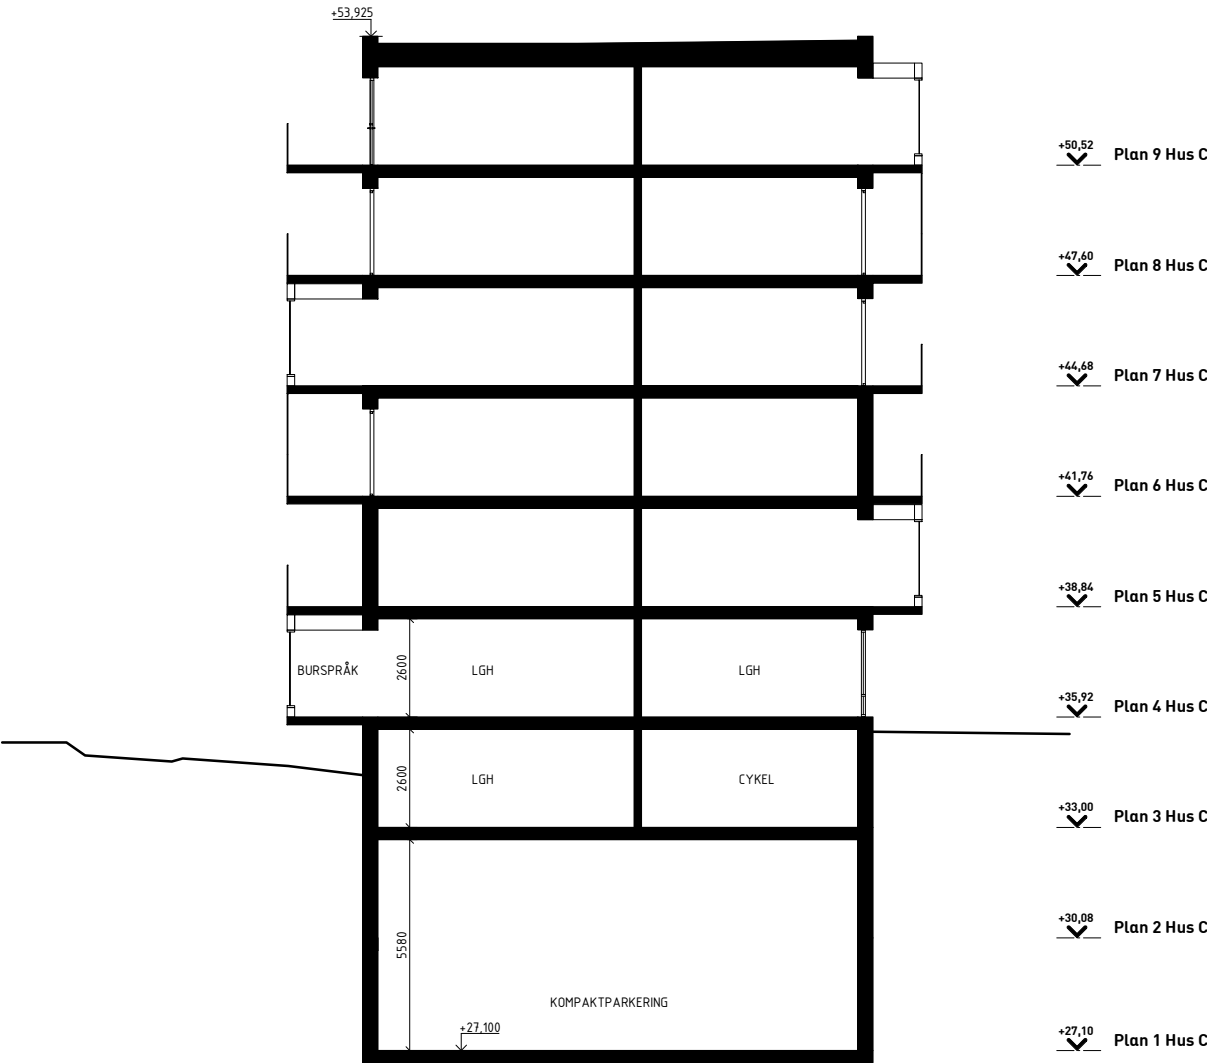 +53,925
+50,52
Plan 9 Hus C
+47,60
Plan 8 Hus C
+44,68
Plan 7 Hus C
+41,76
Plan 6 Hus C
+38,84
Plan 5 Hus C
BURSPRÅK 2600 LGH LGH
+35,92
Plan 4 Hus C
2600 LGH CYKEL
+33,00
Plan 3 Hus C
+30,08
Plan 2 Hus C
5580
KOMPAKTPARKERING
+27,100
+27,10
Plan 1 Hus C